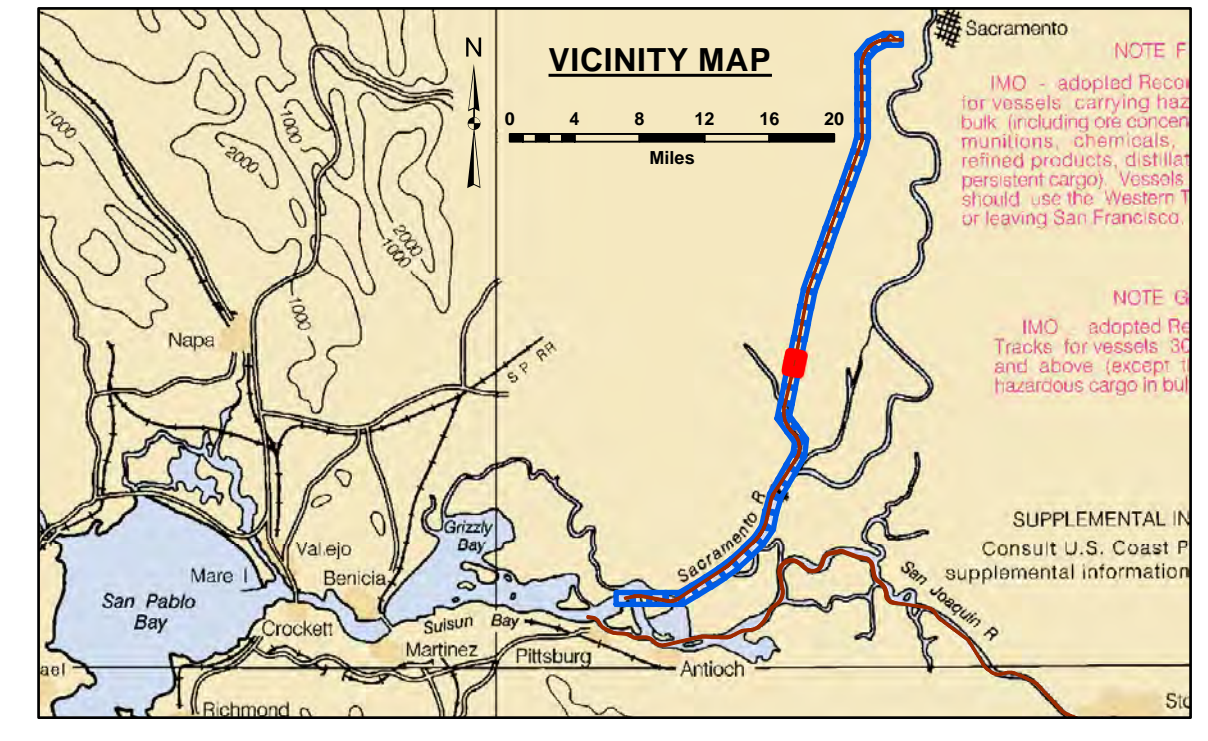 Sacramento
VICINITY MAP
N
0 4 8 12 16 20
Miles
NOTE F
IMO - adopted Recor
for vessels carrying haz
bulk (including ore concen
munitions, chemicals,
refined products, distillat
persistent cargo). Vessels
should use the Western T
or leaving San Francisco.
1000
2000
2000
1000
1000
Napa
S P RR
NOTE G
IMO - adopted Re
Tracks for vessels 30
and above (except t
hazardous cargo in bul
Sacramento R
Grizzly
Bay
SUPPLEMENTAL IN
Consult U.S. Coast P
supplemental information
Vallejo
Mare I
Benicia
San Pablo
Bay
Crockett
Suisun Bay
Martinez
Pittsburg
Antioch
San Joaquin R
ael
Richmond
Sto